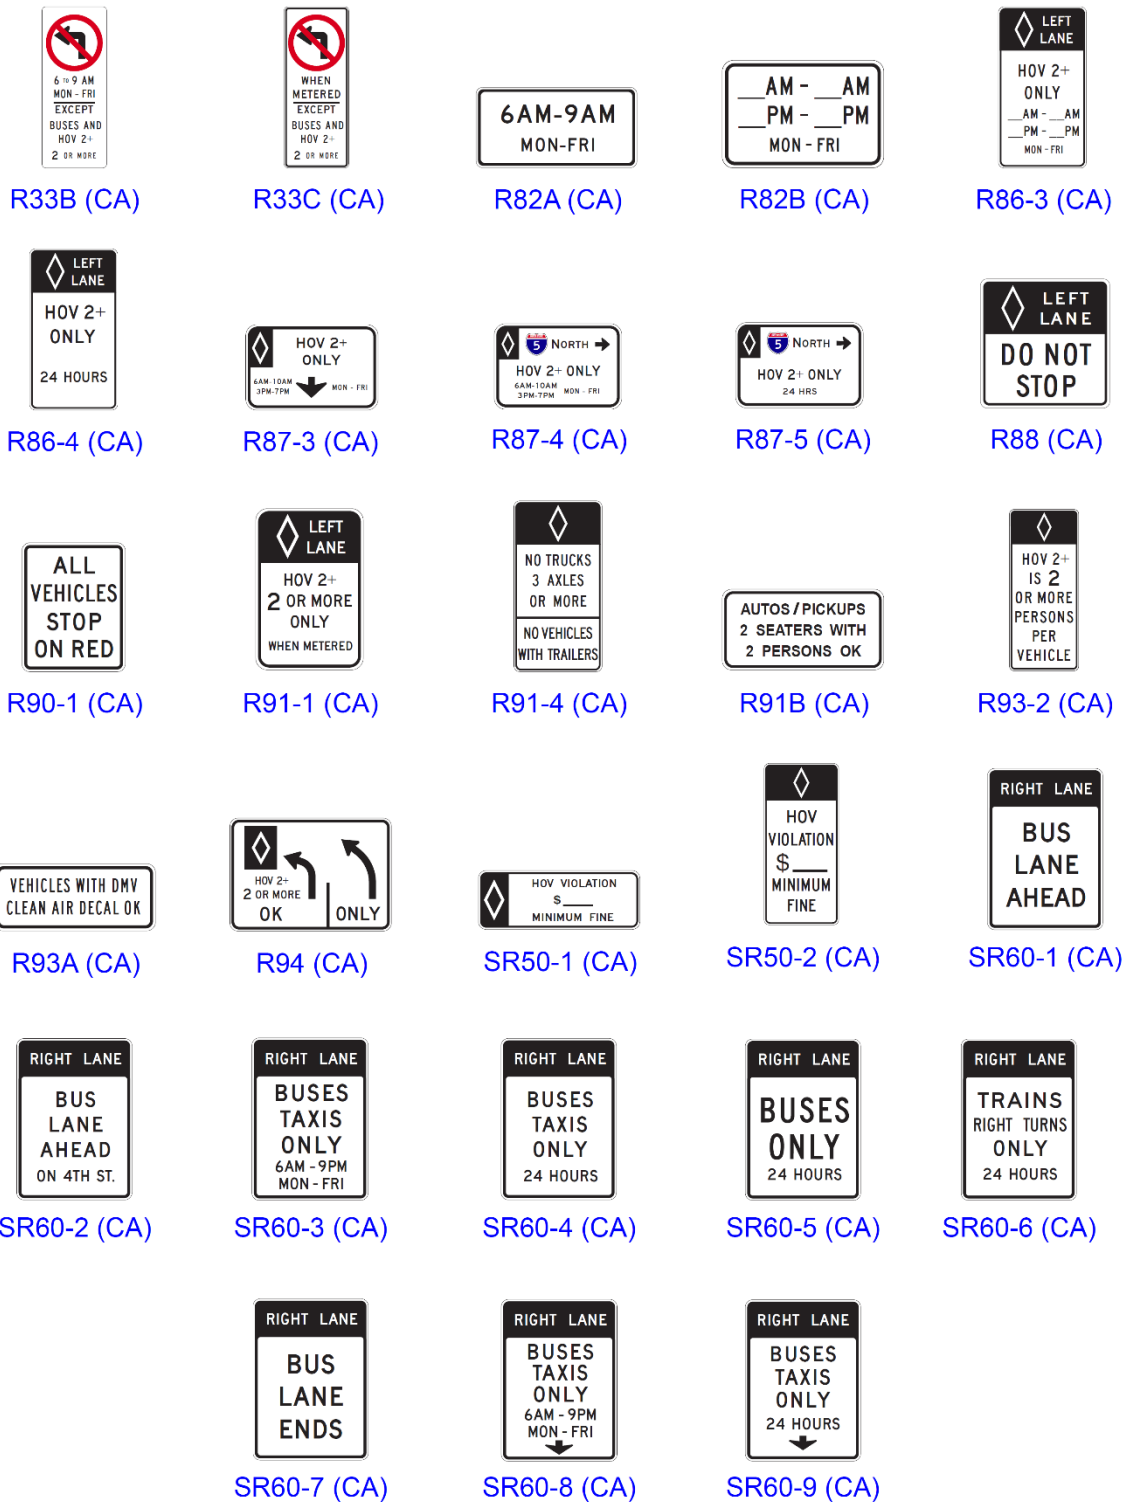 6 TO 9 AM
MON - FRI
EXCEPT
BUSES AND
HOV 2+
2 OR MORE
R33B (CA)
WHEN
METERED
EXCEPT
BUSES AND
HOV 2+
2 OR MORE
R33C (CA)
6AM-9AM
MON-FRI
R82A (CA)
__AM - __AM
__PM - __PM
MON - FRI
R82B (CA)
LEFT
LANE
HOV 2+
ONLY
__AM - __AM
__PM - __PM
MON - FRI
R86-3 (CA)
LEFT
LANE
HOV 2+
ONLY
24 HOURS
R86-4 (CA)
HOV 2+
ONLY
6AM-10AM
3PM-7PM
MON - FRI
R87-3 (CA)
5 NORTH
HOV 2+ ONLY
6AM-10AM
3PM-7PM
MON - FRI
R87-4 (CA)
5 NORTH
HOV 2+ ONLY
24 HRS
R87-5 (CA)
LEFT
LANE
DO NOT
STOP
R88 (CA)
ALL
VEHICLES
STOP
ON RED
R90-1 (CA)
LEFT
LANE
HOV 2+
2 OR MORE
ONLY
WHEN METERED
R91-1 (CA)
NO TRUCKS
3 AXLES
OR MORE
NO VEHICLES
WITH TRAILERS
R91-4 (CA)
AUTOS / PICKUPS
2 SEATERS WITH
2 PERSONS OK
R91B (CA)
HOV 2+
IS 2
OR MORE
PERSONS
PER
VEHICLE
R93-2 (CA)
VEHICLES WITH DMV
CLEAN AIR DECAL OK
R93A (CA)
HOV 2+
2 OR MORE
OK
ONLY
R94 (CA)
HOV VIOLATION
$____
MINIMUM FINE
SR50-1 (CA)
HOV
VIOLATION
$___
MINIMUM
FINE
SR50-2 (CA)
RIGHT LANE
BUS
LANE
AHEAD
SR60-1 (CA)
RIGHT LANE
BUS
LANE
AHEAD
ON 4TH ST.
SR60-2 (CA)
RIGHT LANE
BUSES
TAXIS
ONLY
6AM - 9PM
MON - FRI
SR60-3 (CA)
RIGHT LANE
BUSES
TAXIS
ONLY
24 HOURS
SR60-4 (CA)
RIGHT LANE
BUSES
ONLY
24 HOURS
SR60-5 (CA)
RIGHT LANE
TRAINS
RIGHT TURNS
ONLY
24 HOURS
SR60-6 (CA)
RIGHT LANE
BUS
LANE
ENDS
SR60-7 (CA)
RIGHT LANE
BUSES
TAXIS
ONLY
6AM - 9PM
MON - FRI
SR60-8 (CA)
RIGHT LANE
BUSES
TAXIS
ONLY
24 HOURS
SR60-9 (CA)